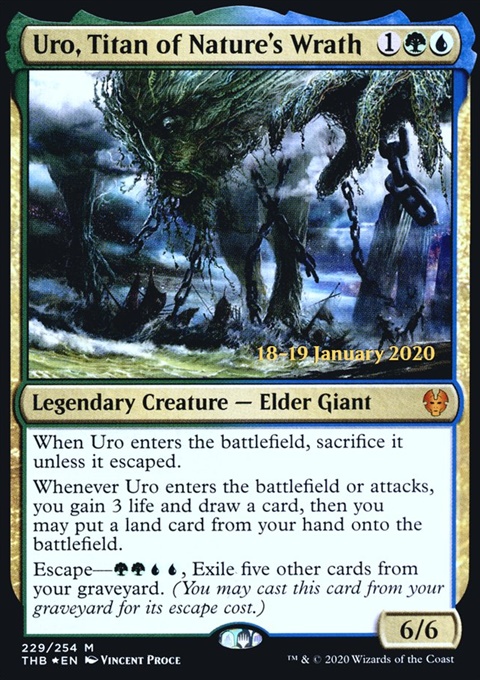 Uro, Titan of Nature's Wrath 1
18–19 January 2020
Legendary Creature — Elder Giant
When Uro enters the battlefield, sacrifice it
unless it escaped.
Whenever Uro enters the battlefield or attacks,
you gain 3 life and draw a card, then you
may put a land card from your hand onto the
battlefield.
Escape—, Exile five other cards from
your graveyard. (You may cast this card from your
graveyard for its escape cost.)
6/6
229/254 M
THB ★ EN Vincent Proce
™ & © 2020 Wizards of the Coast